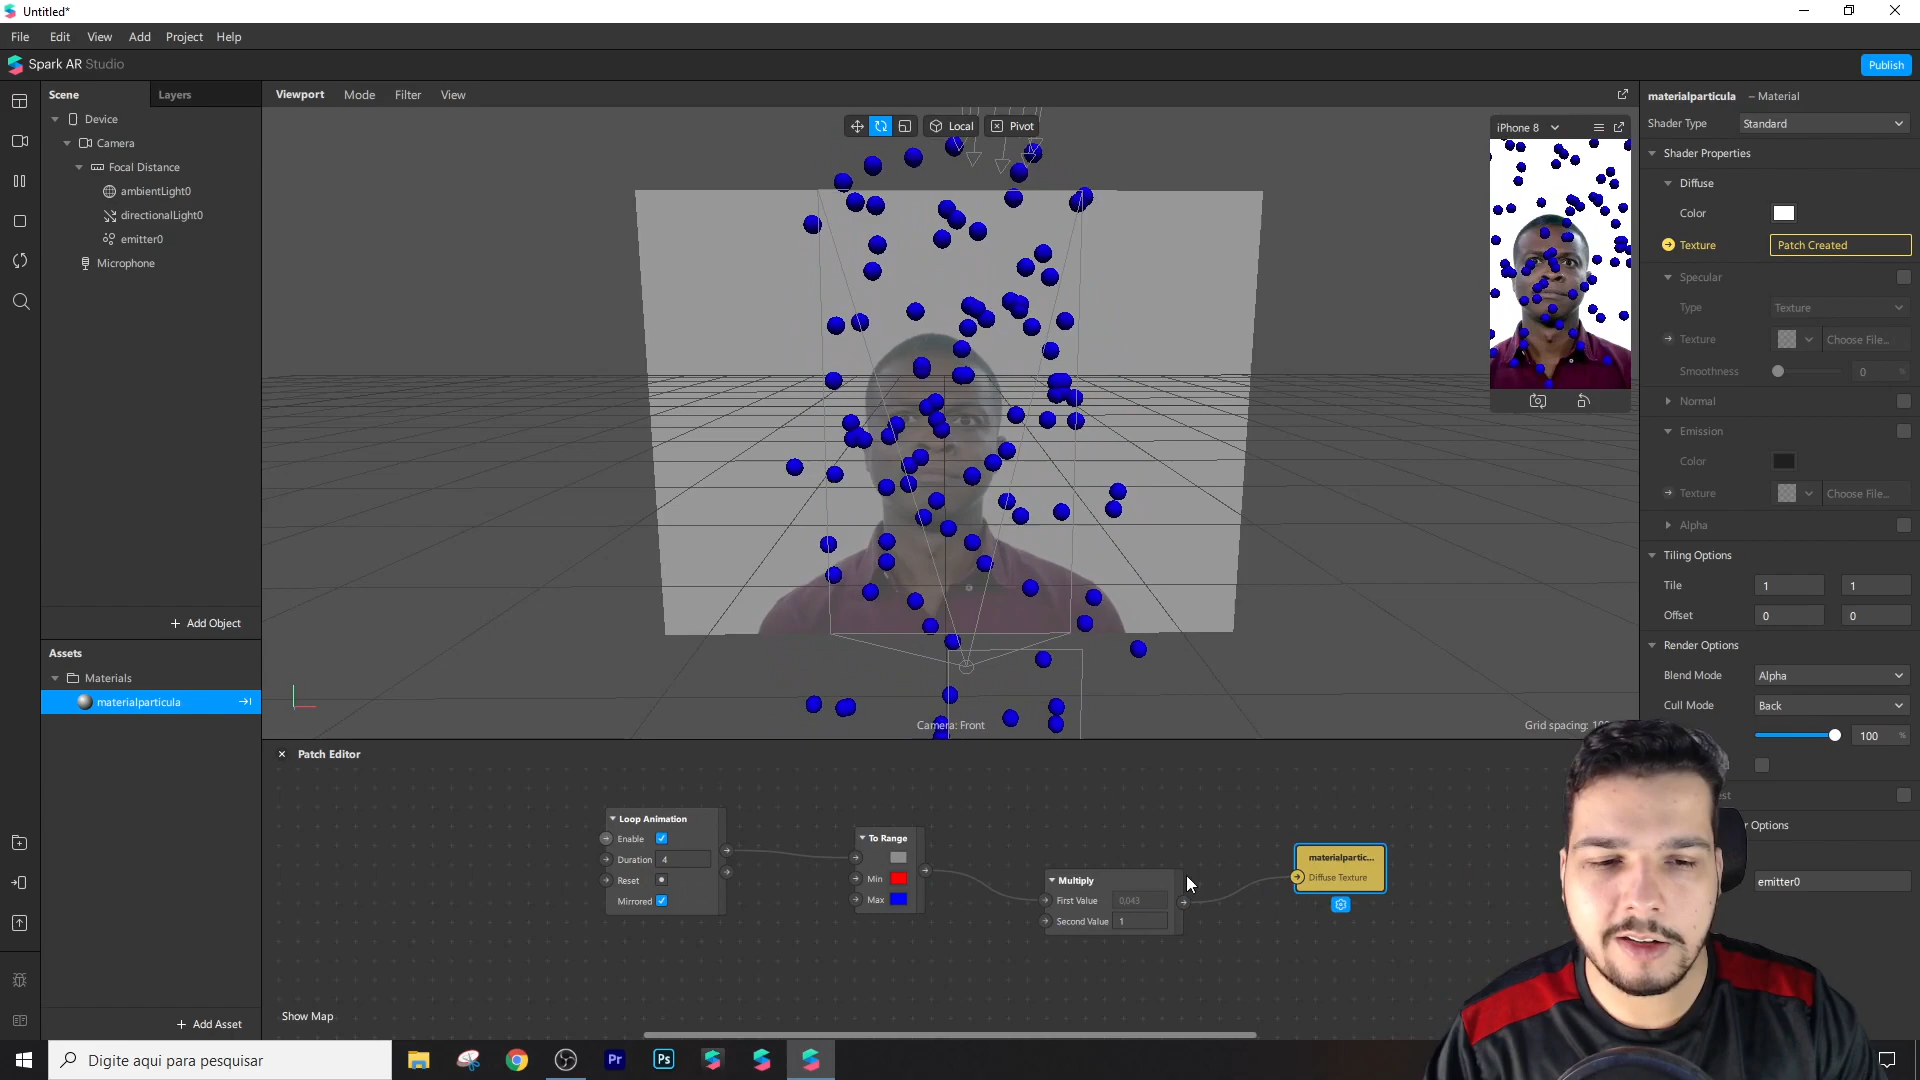 Untitled*
File Edit View Add Project Help
Spark AR Studio
Publish
Scene Layers
Device
Camera
Focal Distance
ambientLight0
directionalLight0
emitter0
Microphone
+ Add Object
Assets
Materials
materialparticula
+ Add Asset
Viewport Mode Filter View
Local Pivot
iPhone 8
Camera: Front
Grid spacing:
materialparticula – Material
Shader Type Standard
Shader Properties
Diffuse
Color
Texture Patch Created
Specular
Type Texture
Texture Choose File...
Smoothness 0 %
Normal
Emission
Color
Texture Choose File...
Alpha
Tiling Options
Tile 1 1
Offset 0 0
Render Options
Blend Mode Alpha
Cull Mode Back
100 %
emitter0
Patch Editor
Loop Animation
Enable
Duration 4
Reset
Mirrored
To Range
Min
Max
Multiply
First Value 0,043
Second Value 1
materialpartic...
Diffuse Texture
Show Map
Digite aqui para pesquisar
Pr
Ps